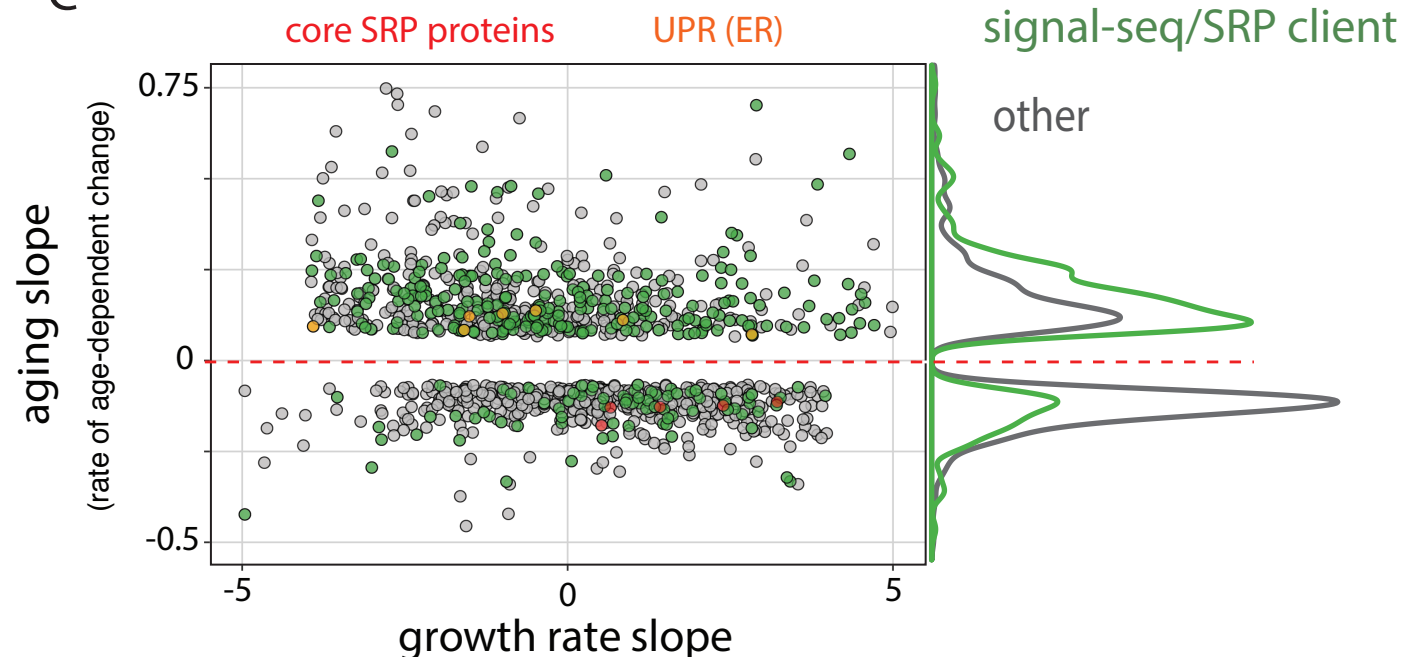 core SRP proteins UPR (ER) signal-seq/SRP client
other
0.75
0
-0.5
aging slope
(rate of age-dependent change)
-5 0 5
growth rate slope